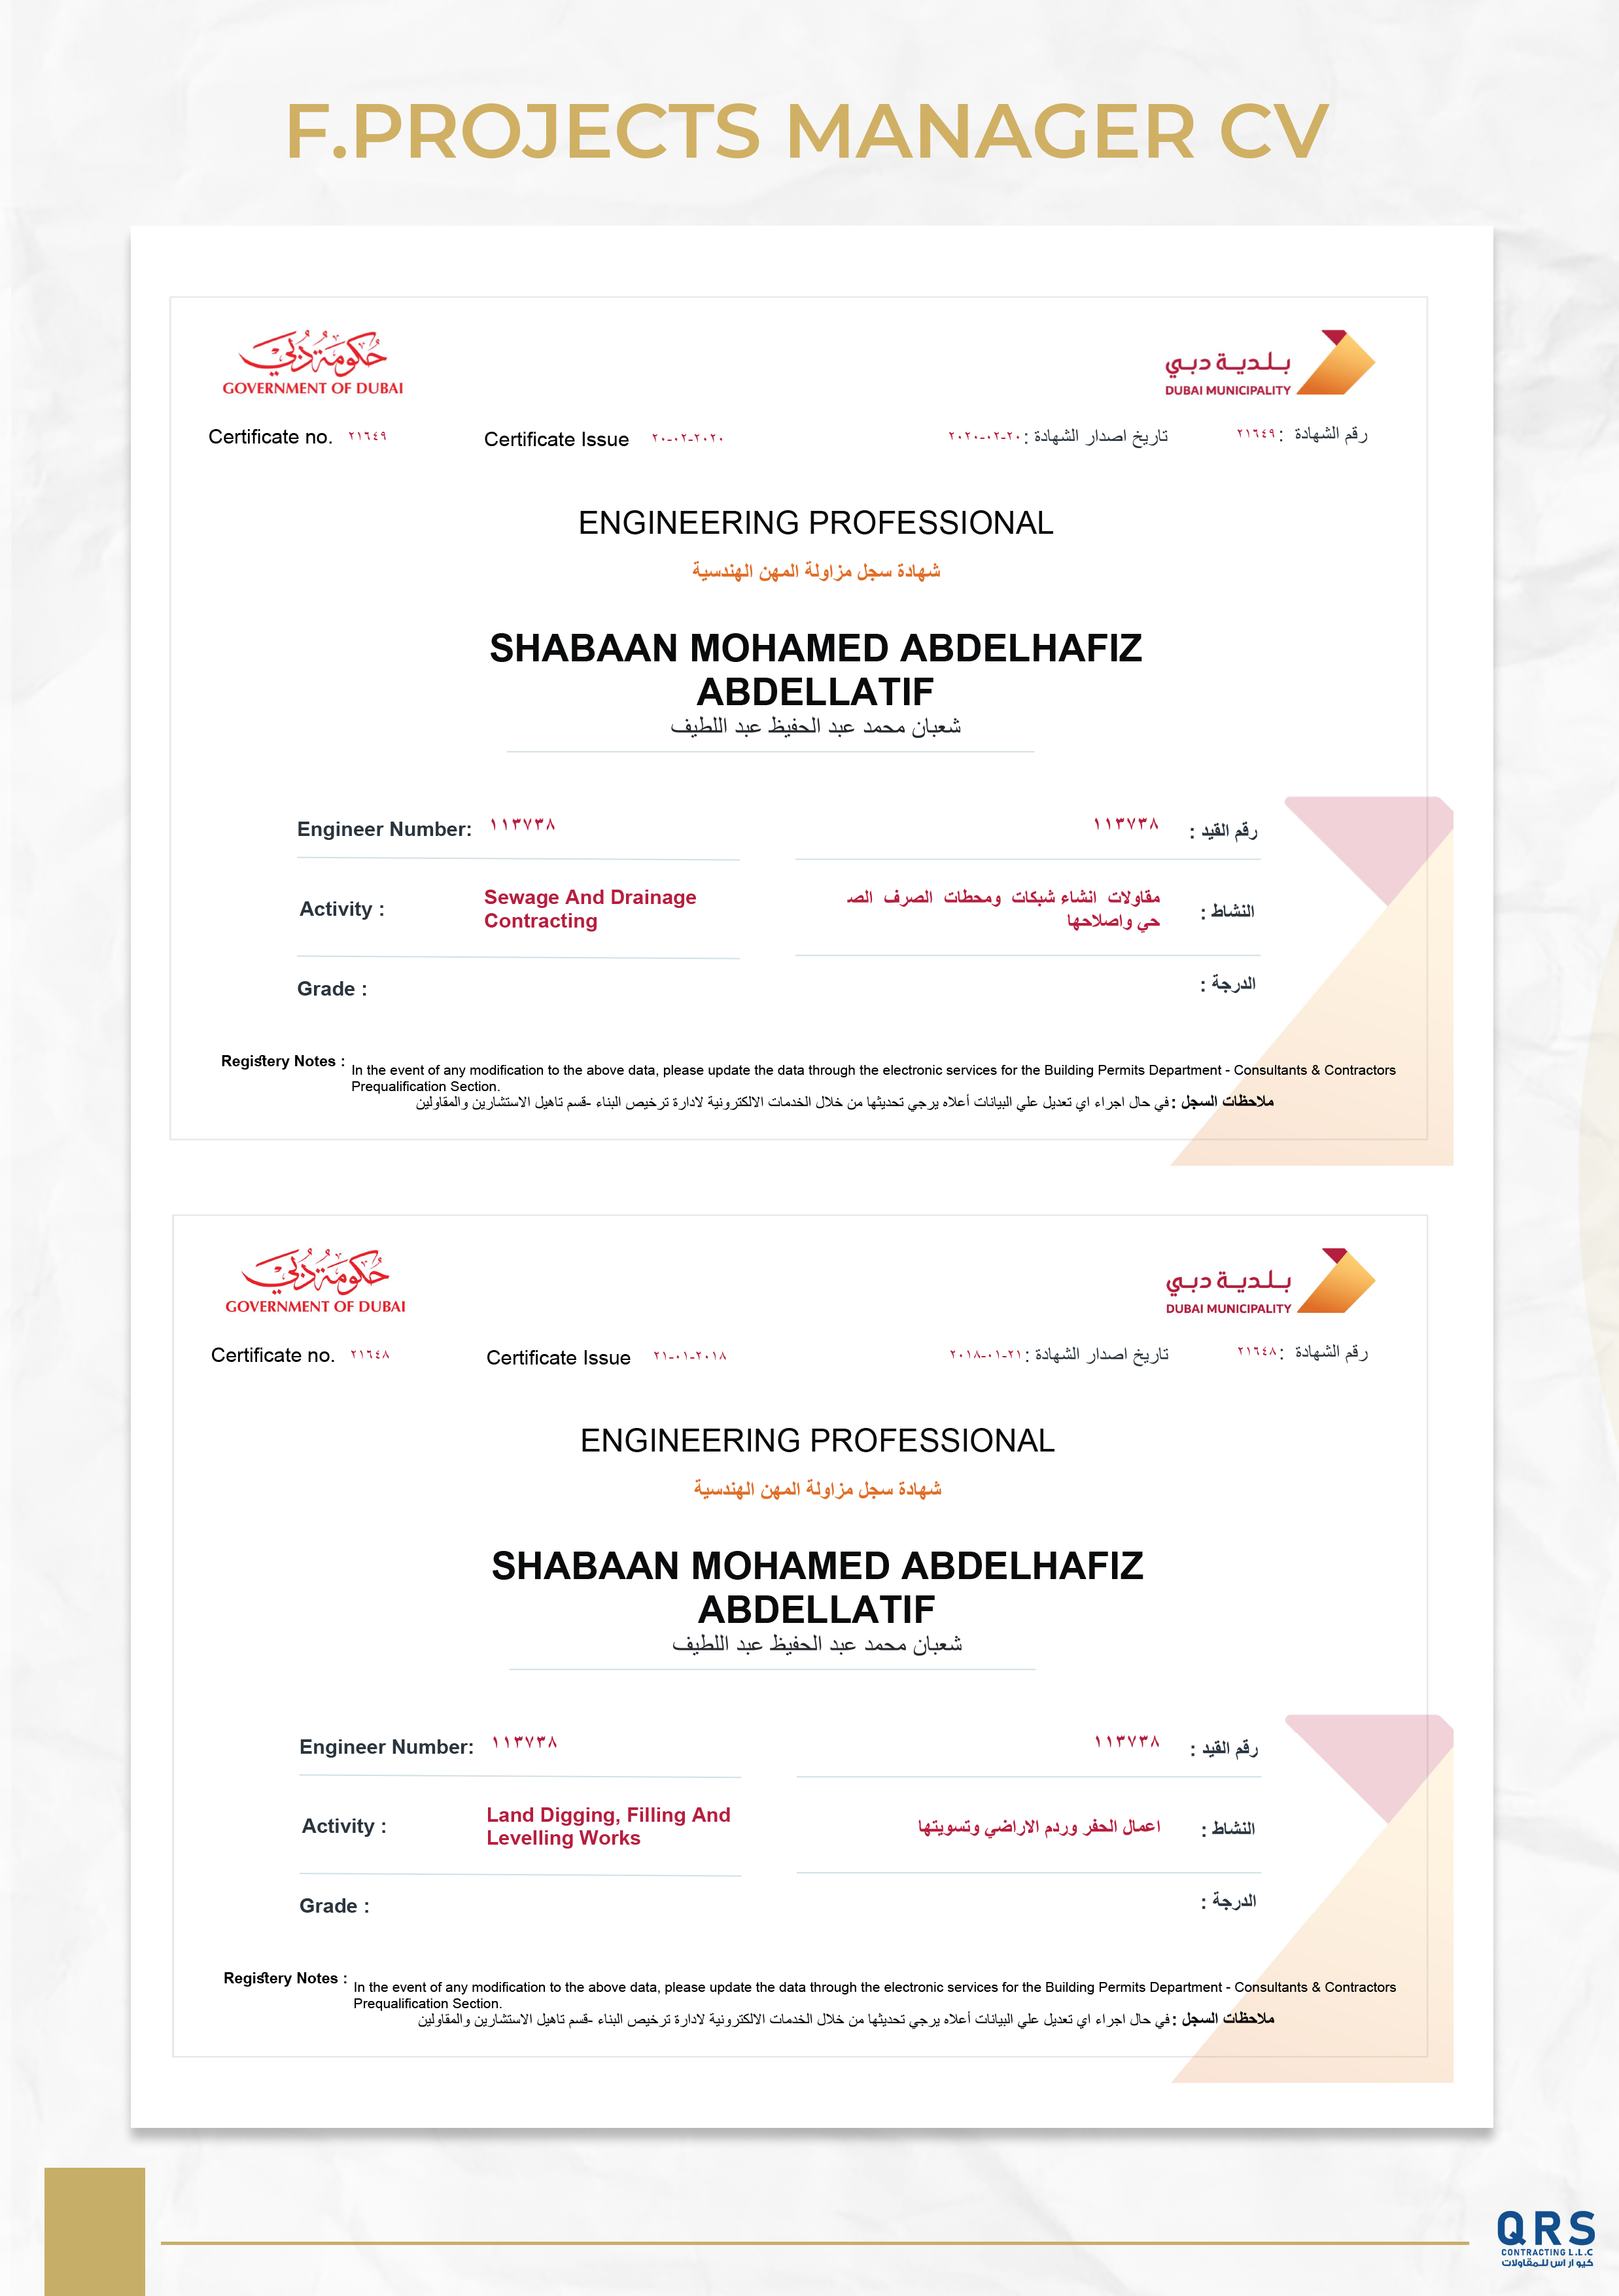 F.PROJECTS MANAGER CV
حكومة دبي
GOVERNMENT OF DUBAI
بلدية دبي
DUBAI MUNICIPALITY
Certificate no. ٢١٦٤٩
Certificate Issue ٢٠-٠٢-٢٠٢٠
تاريخ اصدار الشهادة : ٢٠-٠٢-٢٠٢٠
رقم الشهادة : ٢١٦٤٩
ENGINEERING PROFESSIONAL
شهادة سجل مزاولة المهن الهندسية
SHABAAN MOHAMED ABDELHAFIZ
ABDELLATIF
شعبان محمد عبد الحفيظ عبد اللطيف
Engineer Number: ١١٣٧٣٨
رقم القيد : ١١٣٧٣٨
Activity : Sewage And Drainage
Contracting
النشاط : مقاولات انشاء شبكات ومحطات الصرف الص
حي واصلاحها
Grade :
الدرجة :
Registery Notes : In the event of any modification to the above data, please update the data through the electronic services for the Building Permits Department - Consultants & Contractors
Prequalification Section.
ملاحظات السجل : في حال اجراء اي تعديل علي البيانات أعلاه يرجي تحديثها من خلال الخدمات الالكترونية لادارة ترخيص البناء -قسم تاهيل الاستشارين والمقاولين
حكومة دبي
GOVERNMENT OF DUBAI
بلدية دبي
DUBAI MUNICIPALITY
Certificate no. ٢١٦٤٨
Certificate Issue ٢١-٠١-٢٠١٨
تاريخ اصدار الشهادة : ٢١-٠١-٢٠١٨
رقم الشهادة : ٢١٦٤٨
ENGINEERING PROFESSIONAL
شهادة سجل مزاولة المهن الهندسية
SHABAAN MOHAMED ABDELHAFIZ
ABDELLATIF
شعبان محمد عبد الحفيظ عبد اللطيف
Engineer Number: ١١٣٧٣٨
رقم القيد : ١١٣٧٣٨
Activity : Land Digging, Filling And
Levelling Works
النشاط : اعمال الحفر وردم الاراضي وتسويتها
Grade :
الدرجة :
Registery Notes : In the event of any modification to the above data, please update the data through the electronic services for the Building Permits Department - Consultants & Contractors
Prequalification Section.
ملاحظات السجل : في حال اجراء اي تعديل علي البيانات أعلاه يرجي تحديثها من خلال الخدمات الالكترونية لادارة ترخيص البناء -قسم تاهيل الاستشارين والمقاولين
QRS
CONTRACTING L.L.C
كيو ار اس للمقاولات